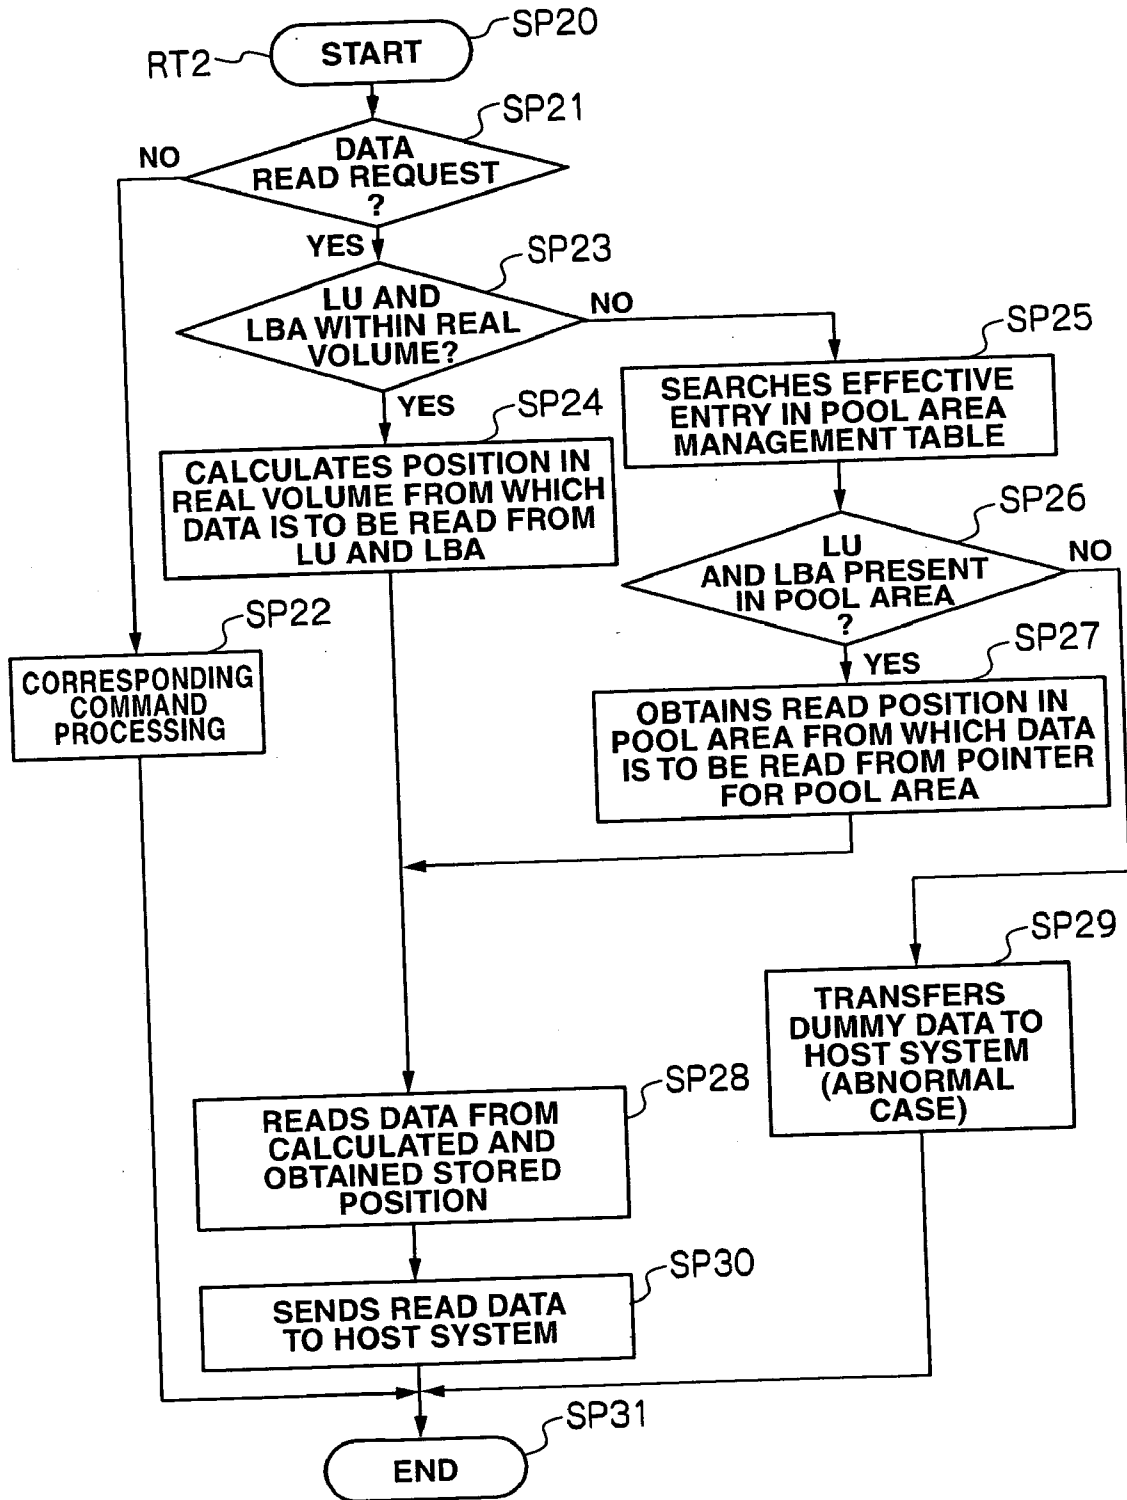 SP20
RT2
START
SP21
NO
DATA
READ REQUEST
?
YES
SP23
LU AND
LBA WITHIN REAL
VOLUME?
NO
SP25
YES
SP24
SEARCHES EFFECTIVE
ENTRY IN POOL AREA
MANAGEMENT TABLE
CALCULATES POSITION IN
REAL VOLUME FROM WHICH
DATA IS TO BE READ FROM
LU AND LBA
SP26
LU
AND LBA PRESENT
IN POOL AREA
?
NO
SP22
CORRESPONDING
COMMAND
PROCESSING
YES
SP27
OBTAINS READ POSITION IN
POOL AREA FROM WHICH DATA
IS TO BE READ FROM POINTER
FOR POOL AREA
SP29
TRANSFERS
DUMMY DATA TO
HOST SYSTEM
(ABNORMAL
CASE)
SP28
READS DATA FROM
CALCULATED AND
OBTAINED STORED
POSITION
SP30
SENDS READ DATA
TO HOST SYSTEM
SP31
END